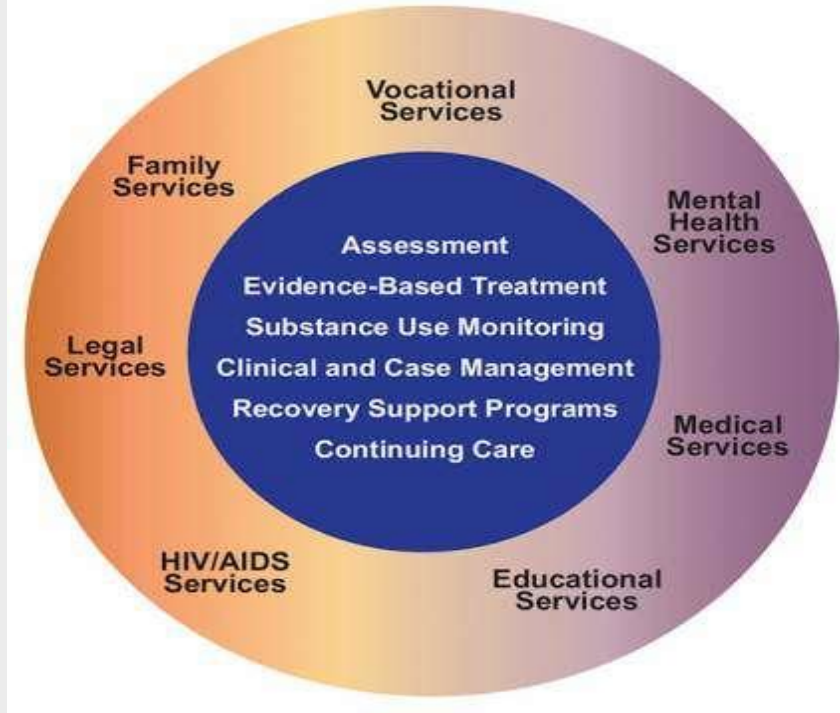 Vocational
Services
Family
Services
Mental
Health
Services
Assessment
Evidence-Based Treatment
Substance Use Monitoring
Clinical and Case Management
Recovery Support Programs
Continuing Care
Legal
Services
Medical
Services
HIV/AIDS
Services
Educational
Services